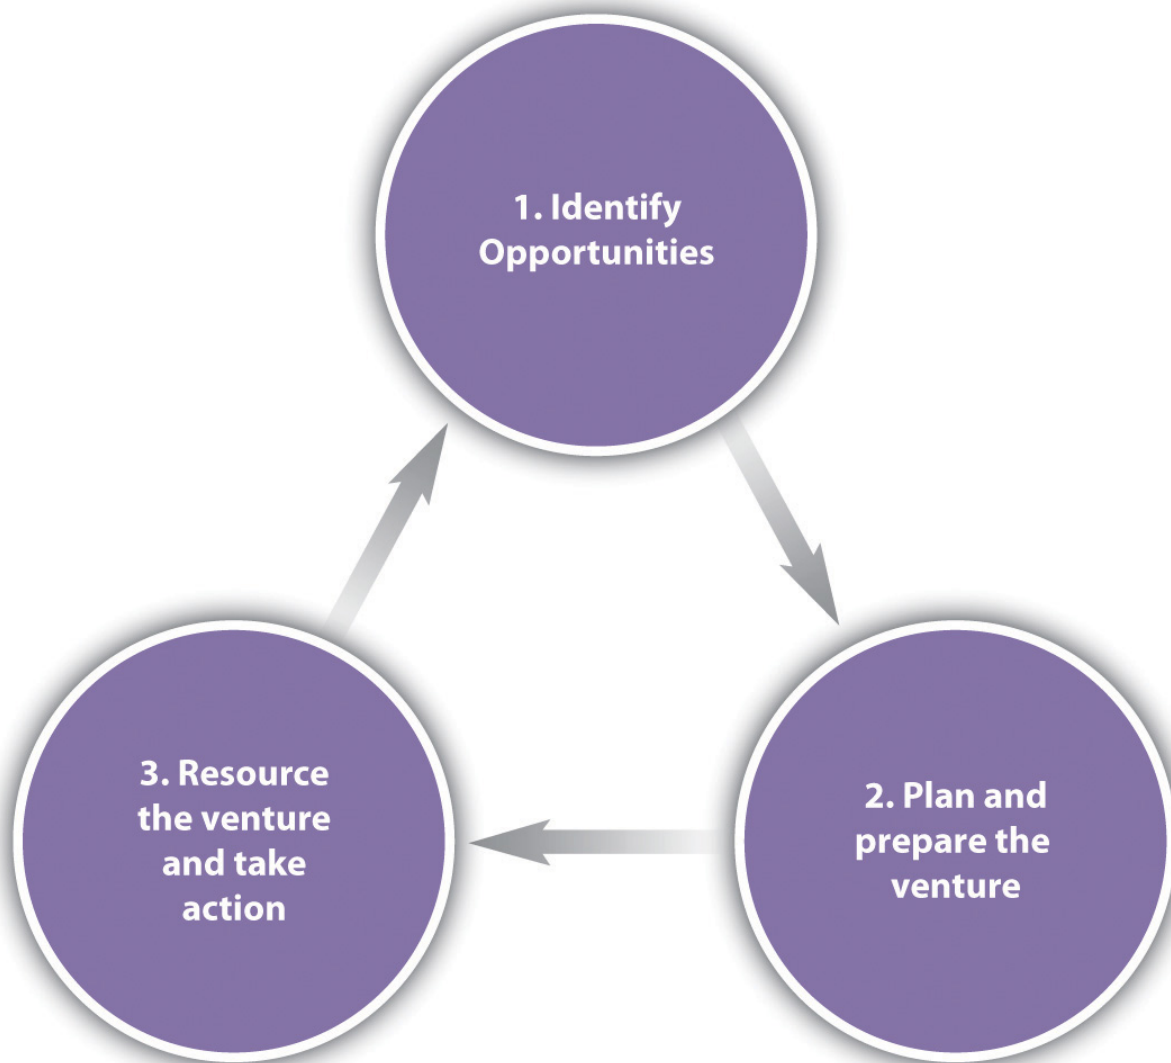 1. Identify
Opportunities
2. Plan and
prepare the
venture
3. Resource
the venture
and take
action